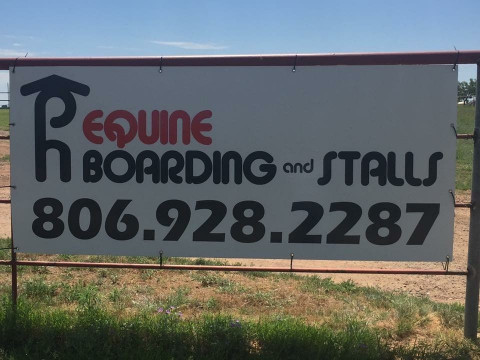 EQUINE
BOARDING and STALLS
806.928.2287